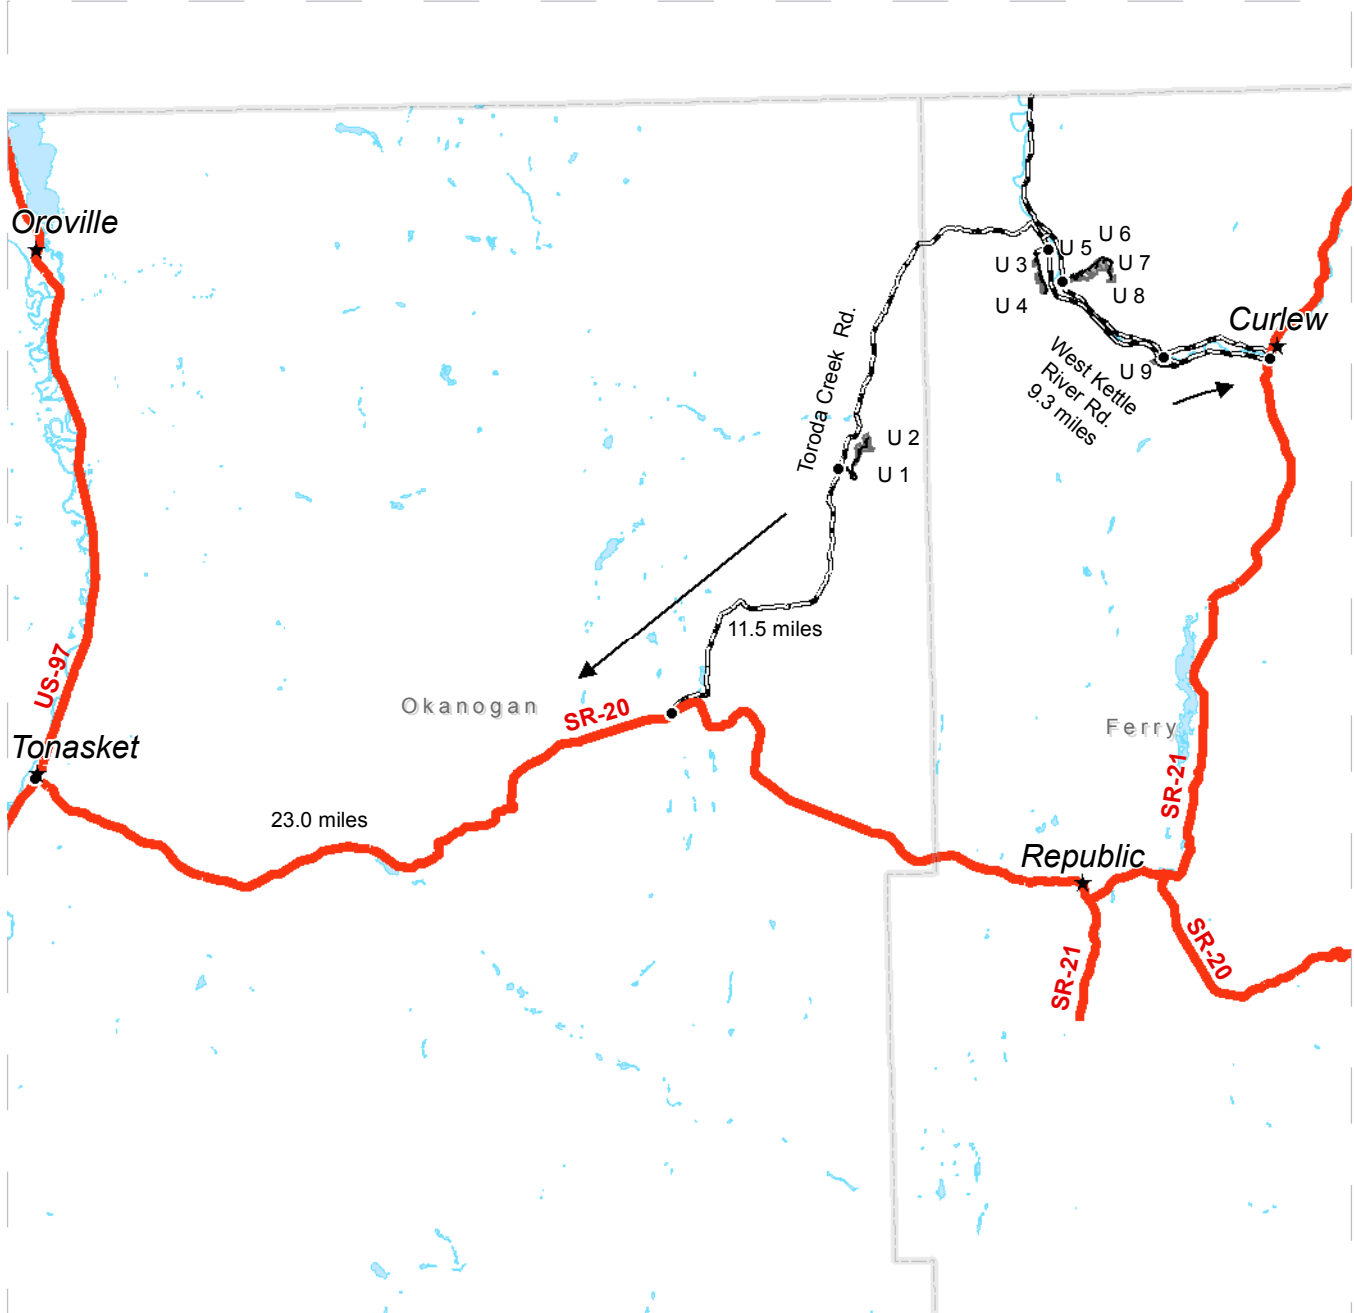 Oroville
U 6
U 5
U 3
U 7
U 8
U 4
Curlew
West Kettle
River Rd.
9.3 miles
U 9
Toroda Creek Rd.
U 2
U 1
11.5 miles
US-97
Okanogan
SR-20
Ferry
Tonasket
SR-21
23.0 miles
Republic
SR-20
SR-21